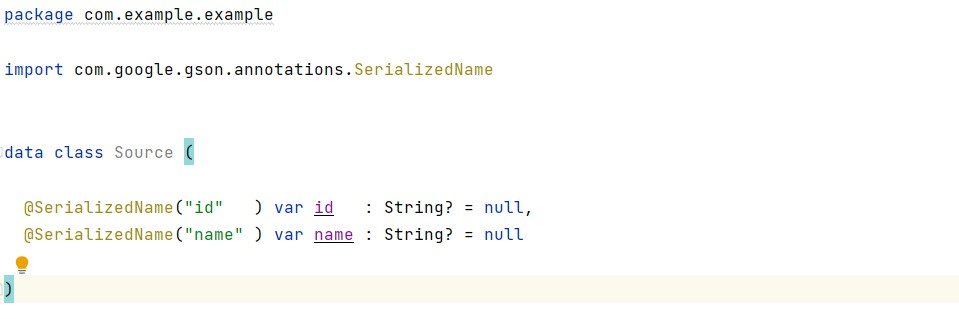 package com.example.example
import com.google.gson.annotations.SerializedName
data class Source (
@SerializedName("id"   ) var id   : String? = null,
@SerializedName("name" ) var name : String? = null
)